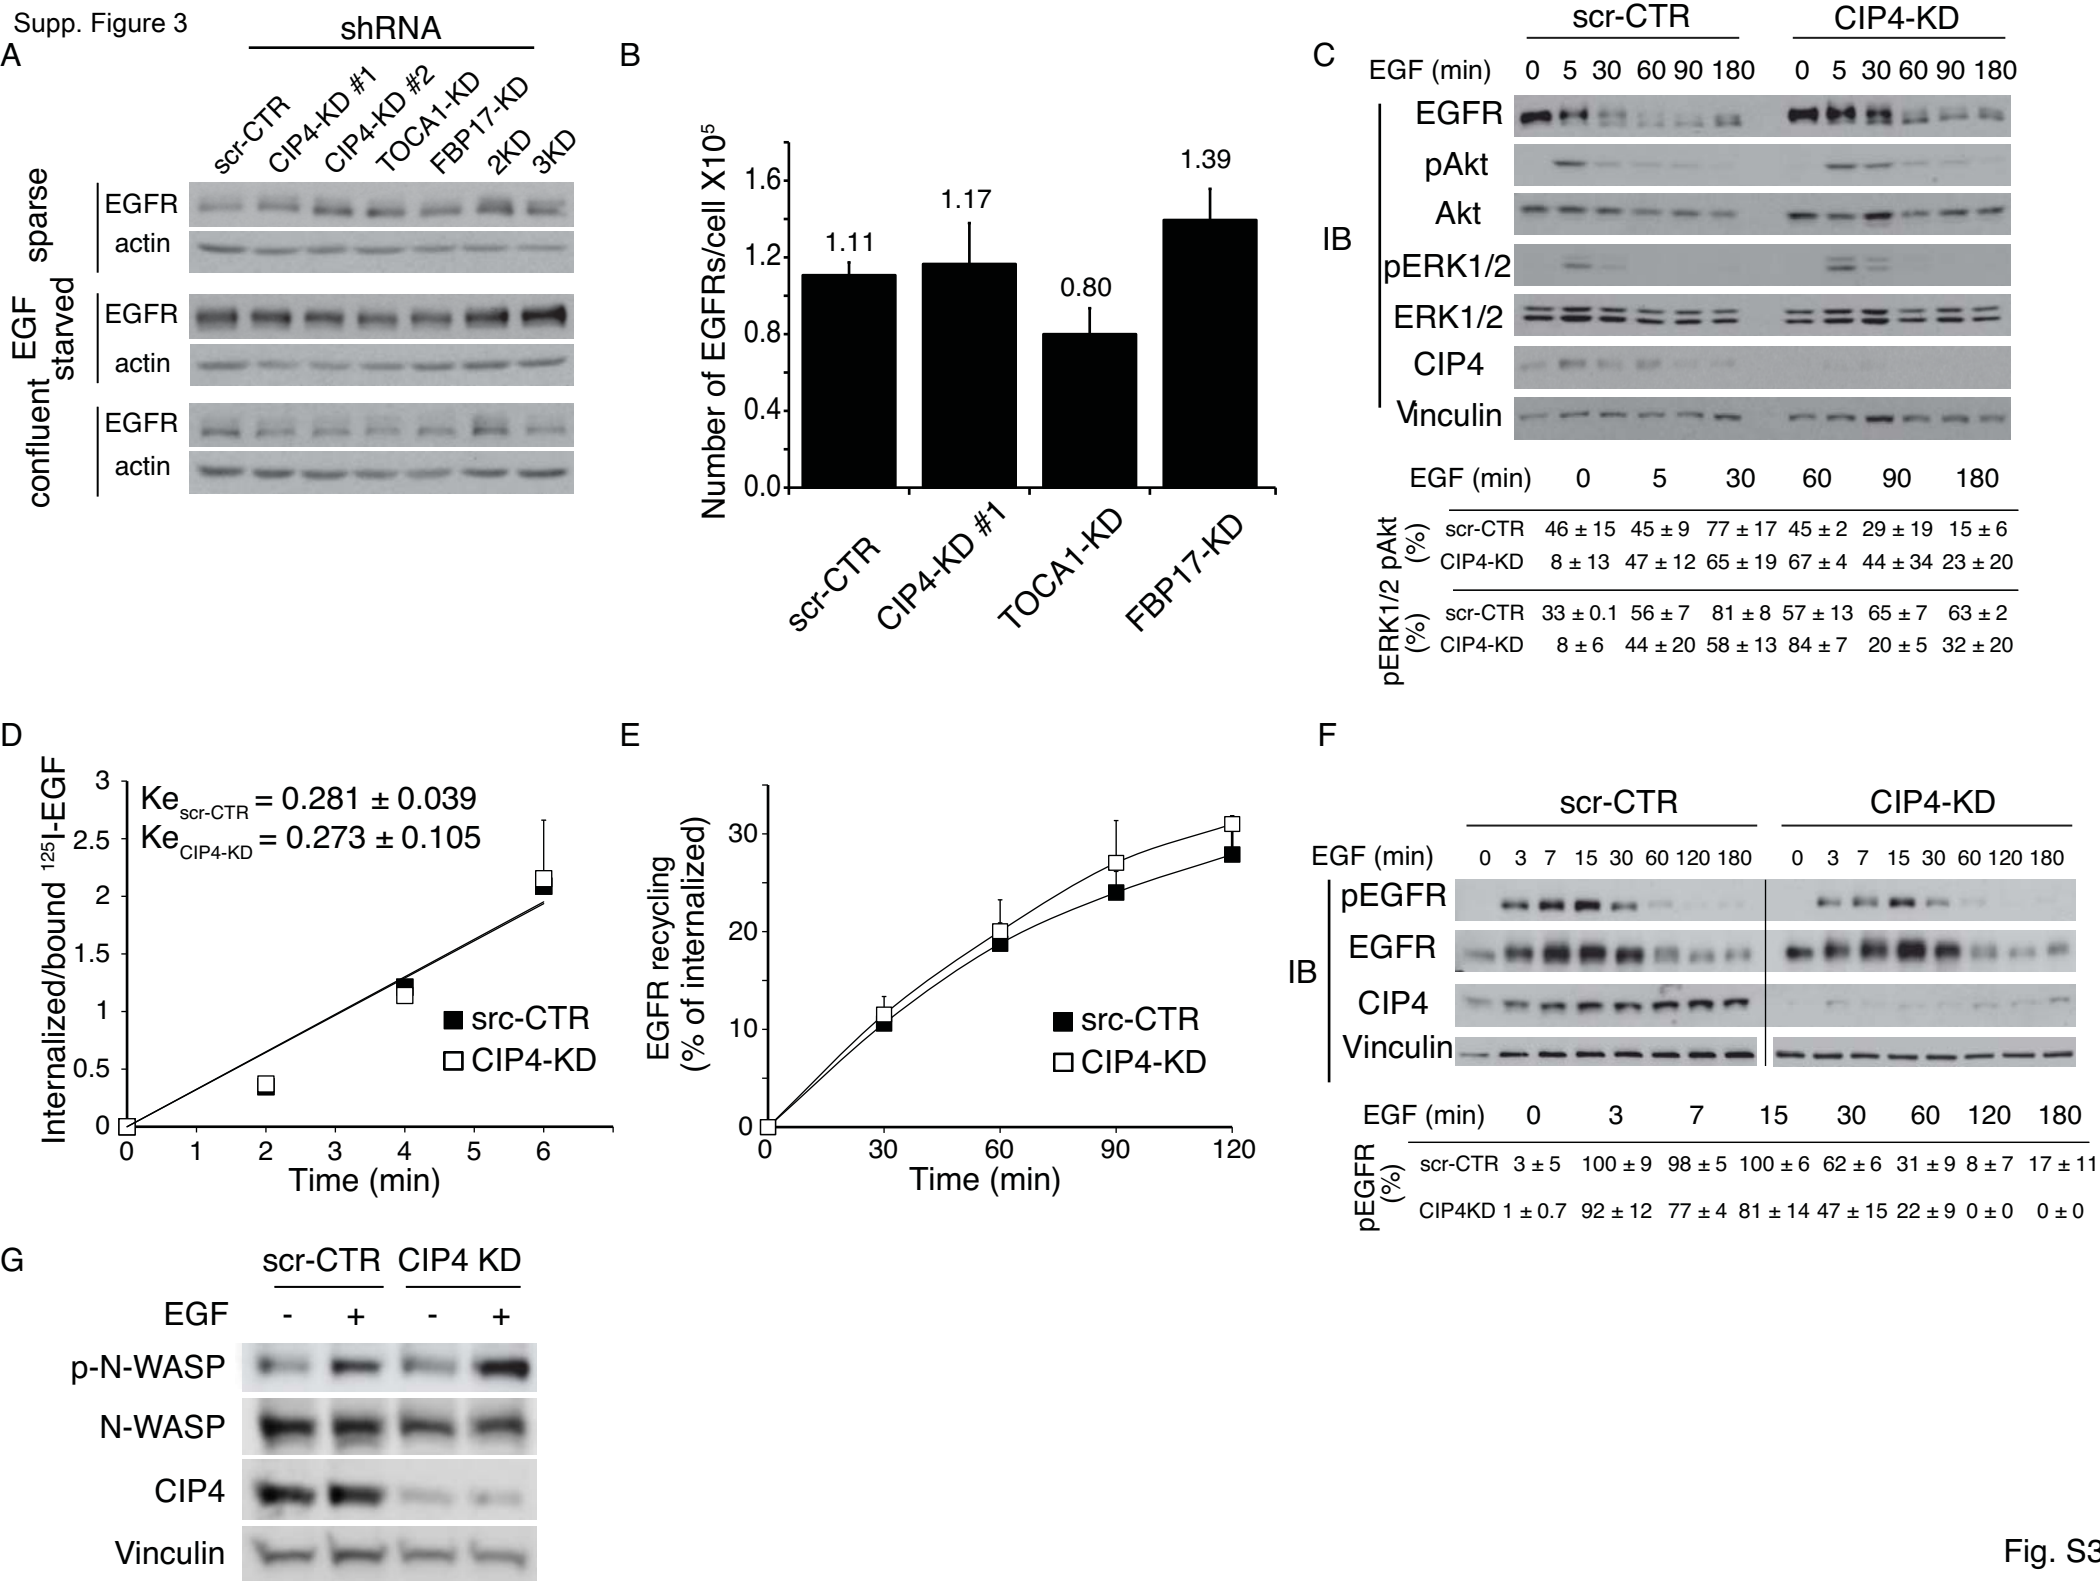 Supp. Figure 3
A
shRNA
scr-CTR
CIP4-KD #1
CIP4-KD #2
TOCA1-KD
FBP17-KD
2KD
3KD
sparse
EGFR
actin
EGF
starved
EGFR
actin
confluent
EGFR
actin
B
Number of EGFRs/cell X10⁵
1.6
1.2
0.8
0.4
0.0
1.11
1.17
0.80
1.39
scr-CTR
CIP4-KD #1
TOCA1-KD
FBP17-KD
C
scr-CTR CIP4-KD
EGF (min) 0 5 30 60 90 180 0 5 30 60 90 180
IB
EGFR
pAkt
Akt
pERK1/2
ERK1/2
CIP4
Vinculin
EGF (min) 0 5 30 60 90 180
pAkt
(%)
scr-CTR 46 ± 15 45 ± 9 77 ± 17 45 ± 2 29 ± 19 15 ± 6
CIP4-KD 8 ± 13 47 ± 12 65 ± 19 67 ± 4 44 ± 34 23 ± 20
pERK1/2
(%)
scr-CTR 33 ± 0.1 56 ± 7 81 ± 8 57 ± 13 65 ± 7 63 ± 2
CIP4-KD 8 ± 6 44 ± 20 58 ± 13 84 ± 7 20 ± 5 32 ± 20
D
Internalized/bound ¹²⁵I-EGF
3
2.5
2
1.5
1
0.5
0
Ke scr-CTR = 0.281 ± 0.039
Ke CIP4-KD = 0.273 ± 0.105
src-CTR
CIP4-KD
0 1 2 3 4 5 6
Time (min)
E
EGFR recycling
(% of internalized)
30
20
10
0
src-CTR
CIP4-KD
0 30 60 90 120
Time (min)
F
scr-CTR CIP4-KD
EGF (min) 0 3 7 15 30 60 120 180 0 3 7 15 30 60 120 180
IB
pEGFR
EGFR
CIP4
Vinculin
EGF (min) 0 3 7 15 30 60 120 180
pEGFR
(%)
scr-CTR 3 ± 5 100 ± 9 98 ± 5 100 ± 6 62 ± 6 31 ± 9 8 ± 7 17 ± 11
CIP4KD 1 ± 0.7 92 ± 12 77 ± 4 81 ± 14 47 ± 15 22 ± 9 0 ± 0 0 ± 0
G
scr-CTR CIP4 KD
EGF - + - +
p-N-WASP
N-WASP
CIP4
Vinculin
Fig. S3